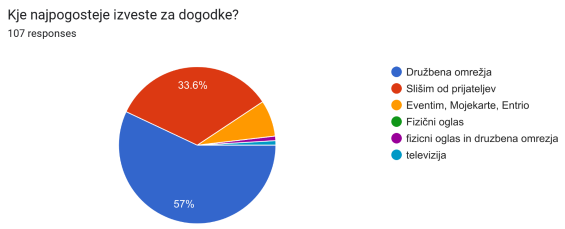 Kje najpogosteje izveste za dogodke?
107 responses
33.6%
57%
Družbena omrežja
Slišim od prijateljev
Eventim, Mojekarte, Entrio
Fizični oglas
fizicni oglas in druzbena omrezja
televizija